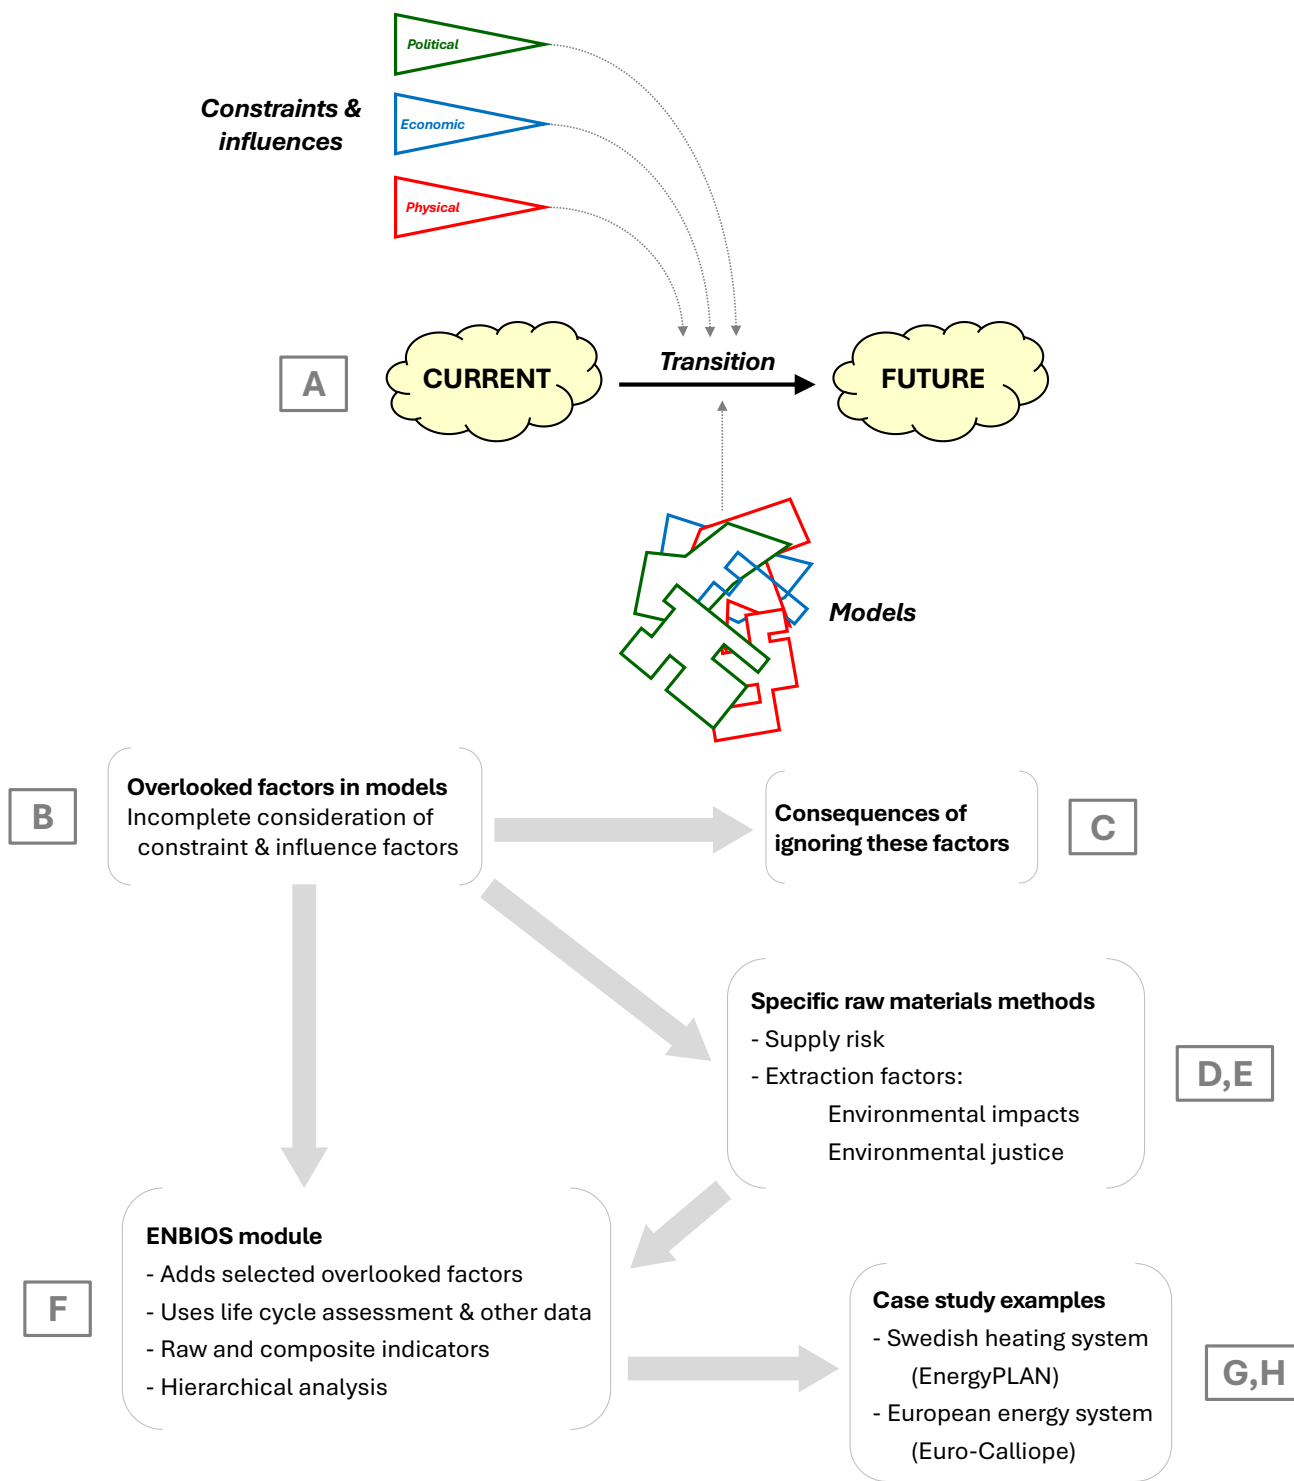 Political
Constraints &
influences
Economic
Physical
A
CURRENT
Transition
FUTURE
Models
B
Overlooked factors in models
Incomplete consideration of
constraint & influence factors
Consequences of
ignoring these factors
C
Specific raw materials methods
- Supply risk
- Extraction factors:
Environmental impacts
Environmental justice
D,E
F
ENBIOS module
- Adds selected overlooked factors
- Uses life cycle assessment & other data
- Raw and composite indicators
- Hierarchical analysis
Case study examples
- Swedish heating system
(EnergyPLAN)
- European energy system
(Euro-Calliope)
G,H